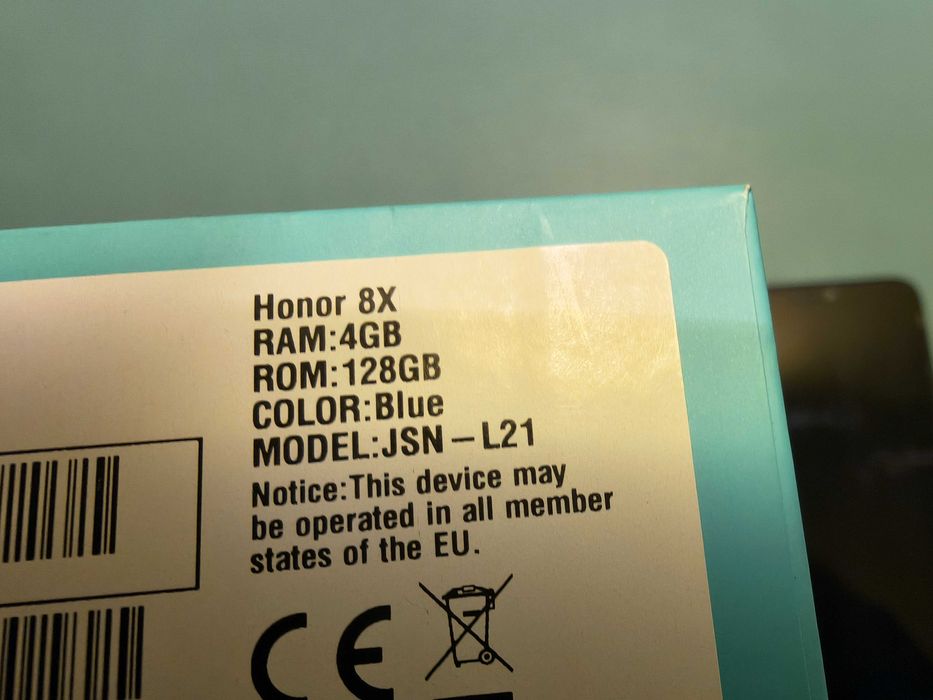 Honor 8X
RAM:4GB
ROM:128GB
COLOR:Blue
MODEL:JSN–L21
Notice:This device may
be operated in all member
states of the EU.
CE